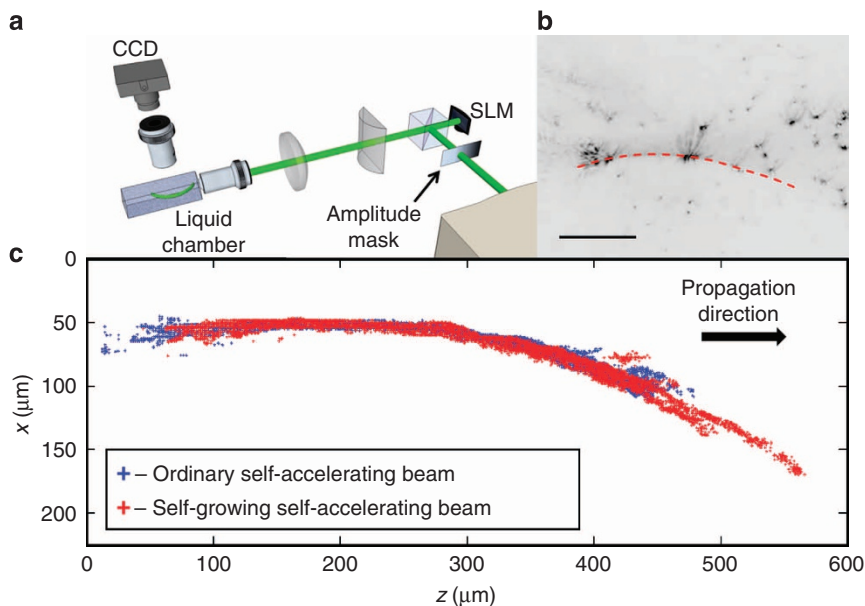 a
CCD
SLM
Liquid
chamber
Amplitude
mask
b
c
Propagation
direction
0
50
100
150
200
x (μm)
+ – Ordinary self-accelerating beam
+ – Self-growing self-accelerating beam
0 100 200 300 400 500 600
z (μm)